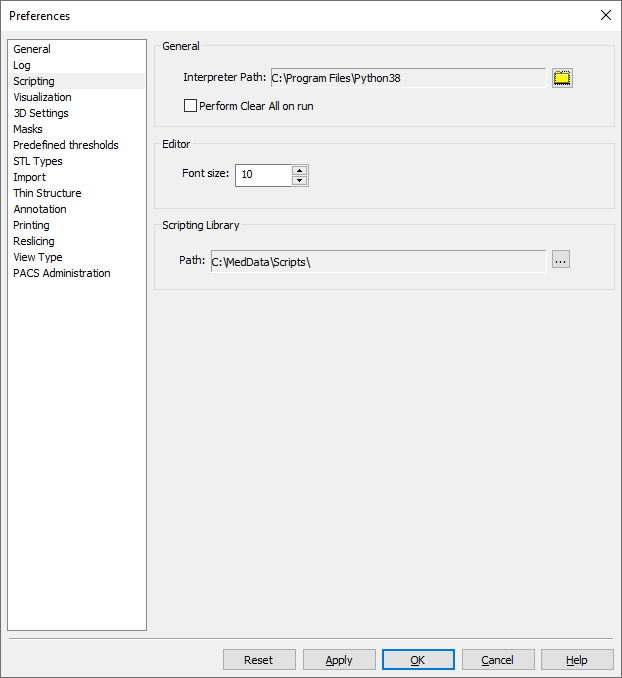 Preferences
General
Log
Scripting
Visualization
3D Settings
Masks
Predefined thresholds
STL Types
Import
Thin Structure
Annotation
Printing
Reslicing
View Type
PACS Administration
General
Interpreter Path: C:\Program Files\Python38
Perform Clear All on run
Editor
Font size: 10
Scripting Library
Path: C:\MedData\Scripts\ ...
Reset Apply OK Cancel Help